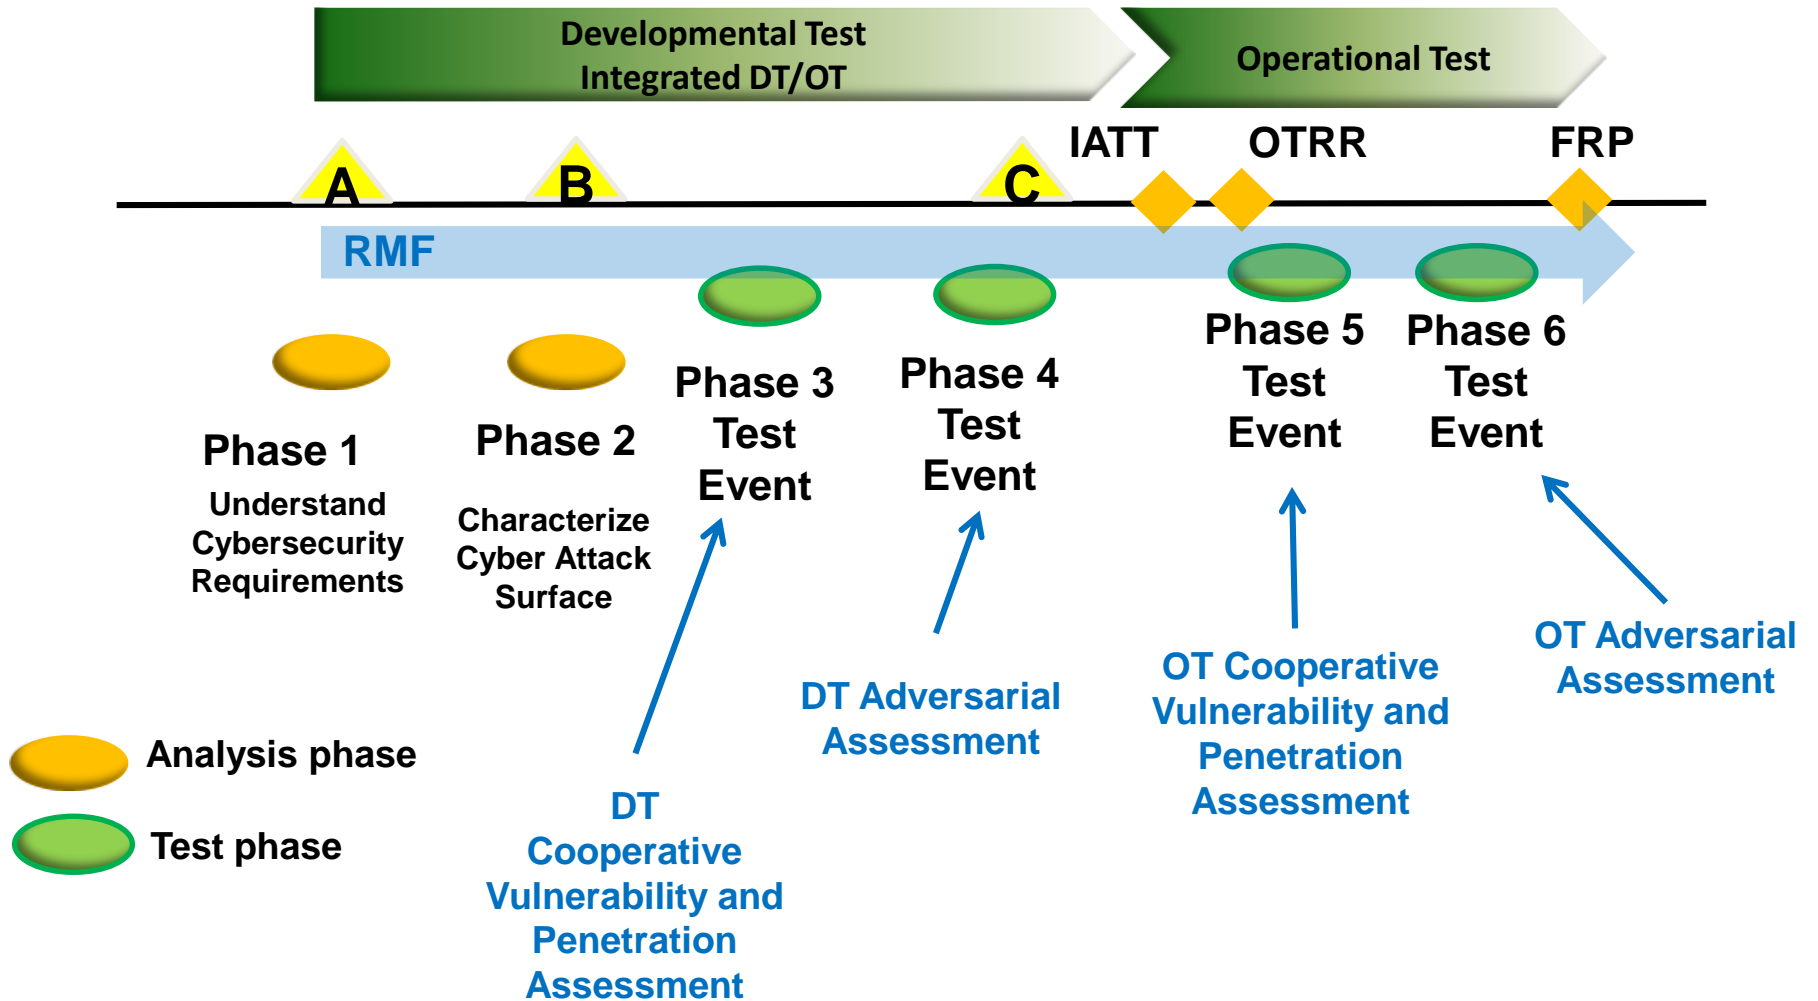 Developmental Test
Integrated DT/OT
Operational Test
IATT
OTRR
FRP
A
B
C
RMF
Phase 1
Understand
Cybersecurity
Requirements
Phase 2
Characterize
Cyber Attack
Surface
Phase 3
Test
Event
Phase 4
Test
Event
Phase 5
Test
Event
Phase 6
Test
Event
DT
Cooperative
Vulnerability and
Penetration
Assessment
DT Adversarial
Assessment
OT Cooperative
Vulnerability and
Penetration
Assessment
OT Adversarial
Assessment
Analysis phase
Test phase